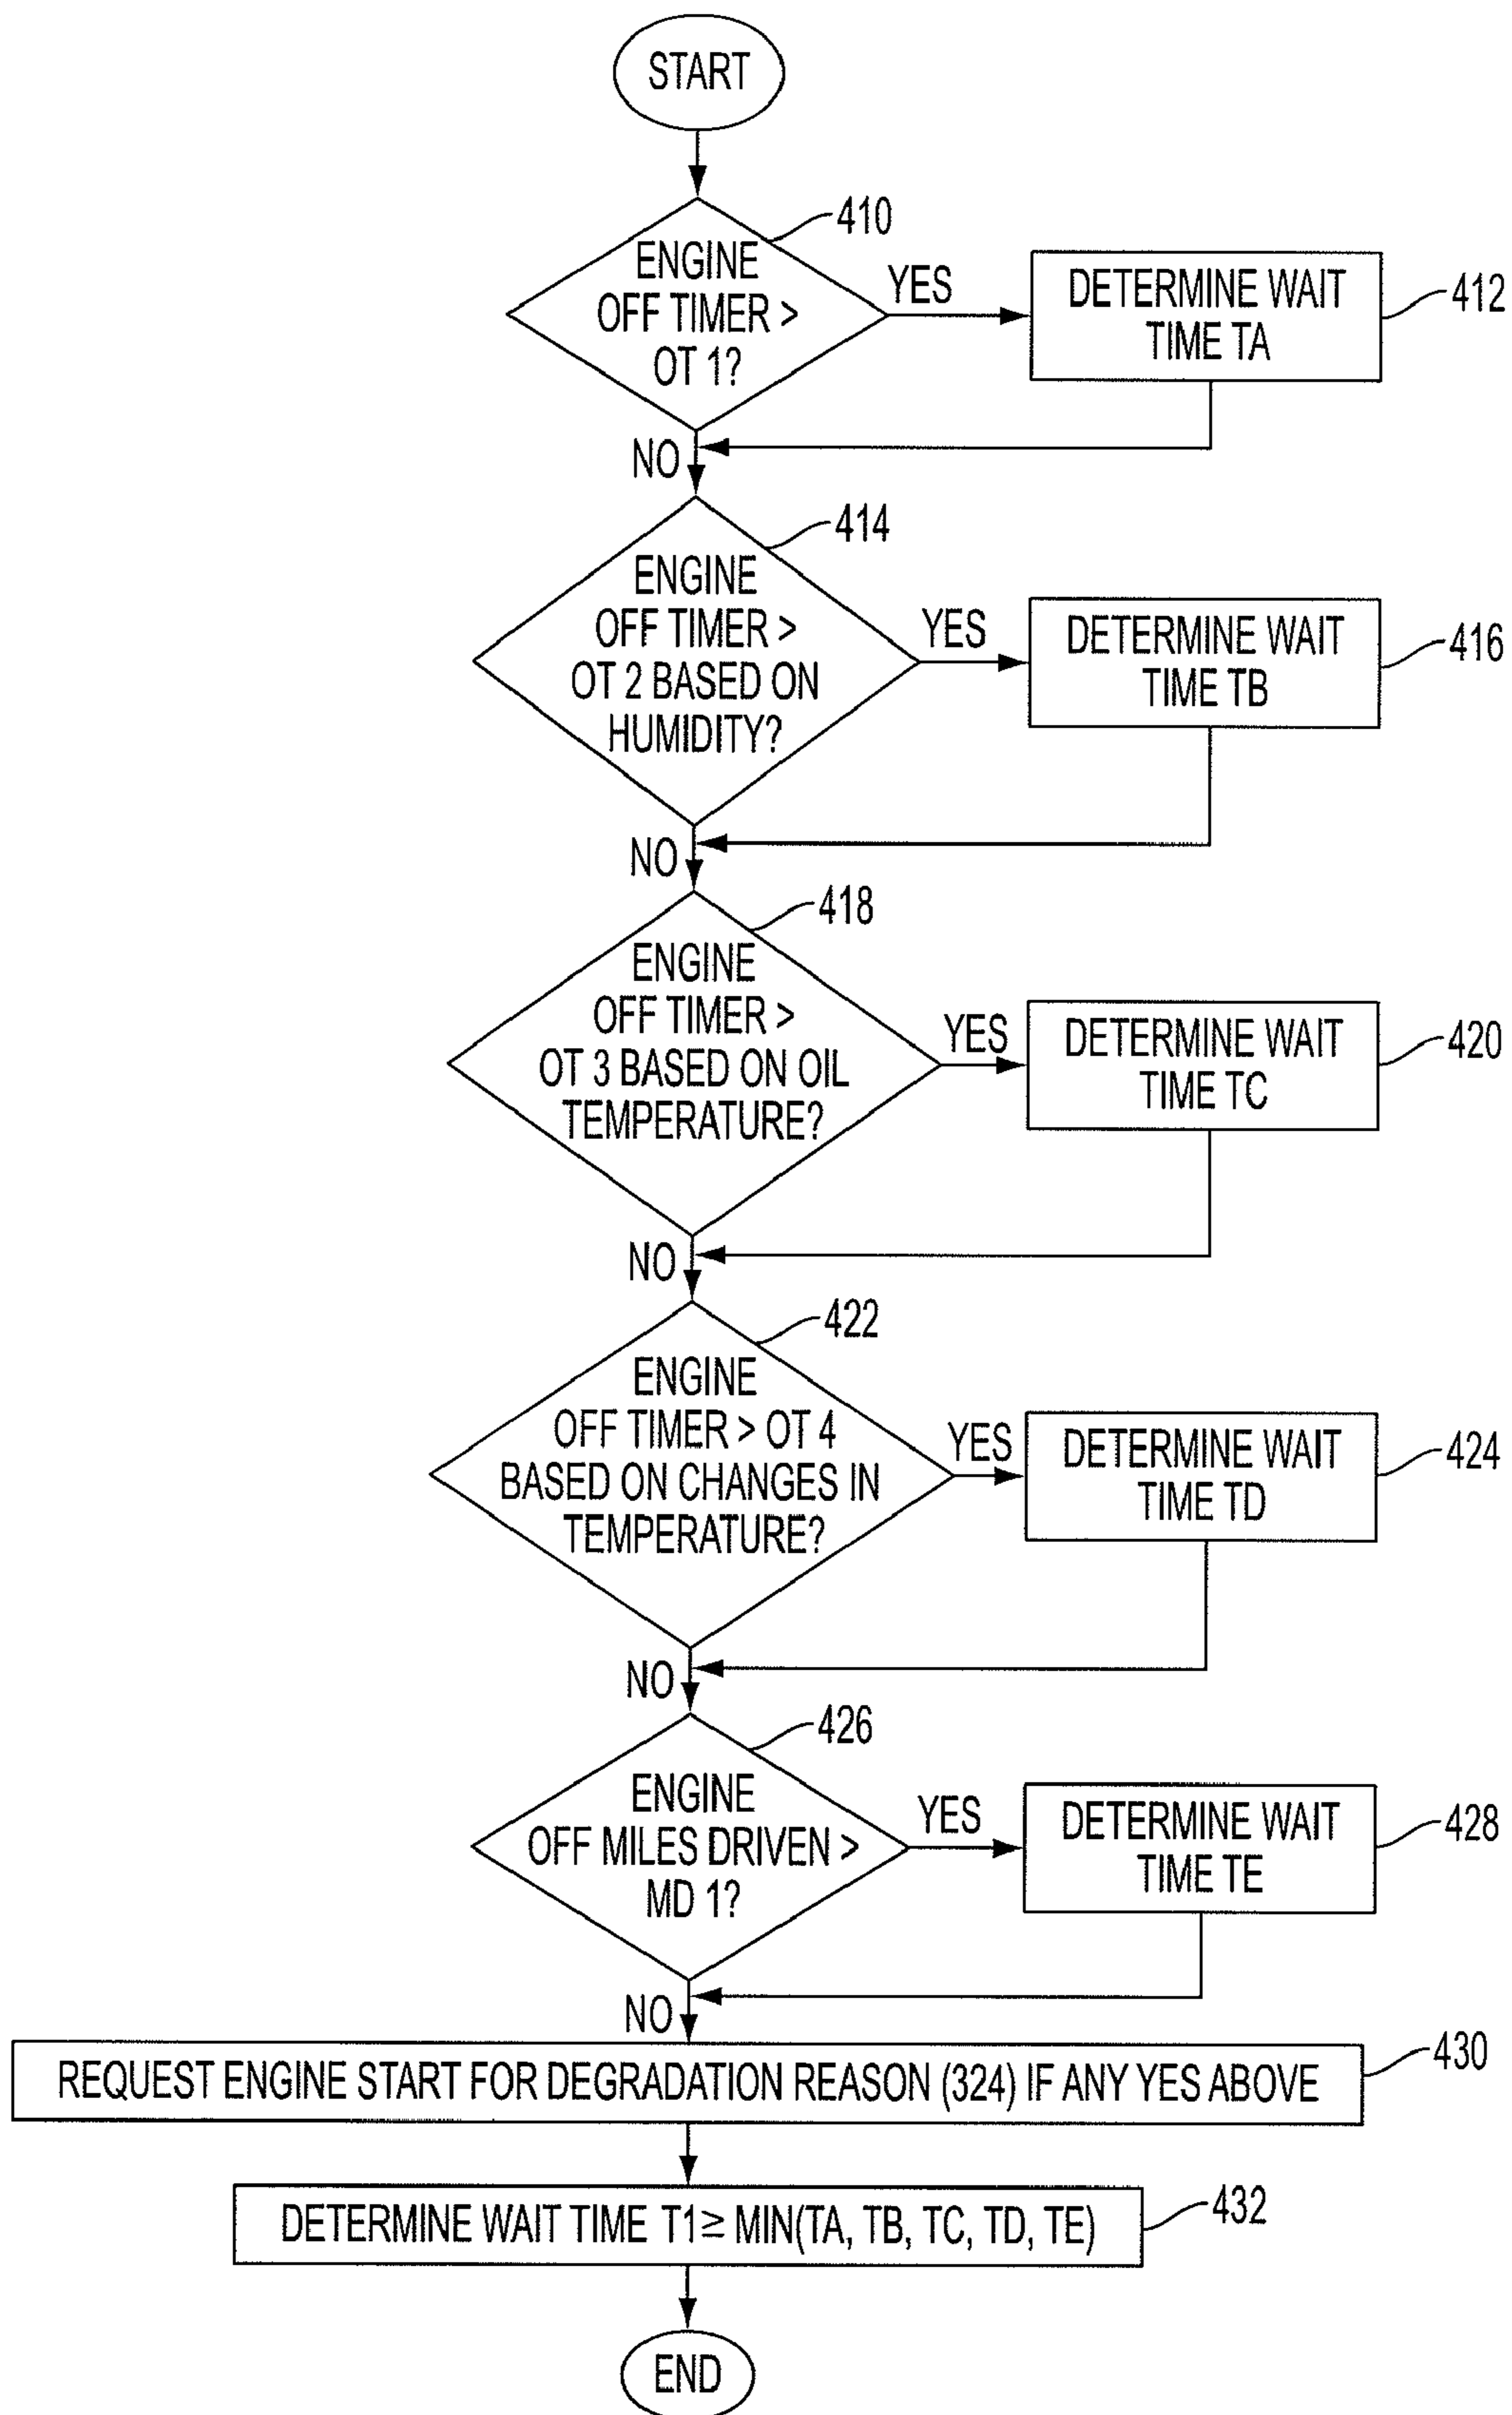 START
410
ENGINE
OFF TIMER >
OT 1?
YES
DETERMINE WAIT
TIME TA
412
NO
414
ENGINE
OFF TIMER >
OT 2 BASED ON
HUMIDITY?
YES
DETERMINE WAIT
TIME TB
416
NO
418
ENGINE
OFF TIMER >
OT 3 BASED ON OIL
TEMPERATURE?
YES
DETERMINE WAIT
TIME TC
420
NO
422
ENGINE
OFF TIMER > OT 4
BASED ON CHANGES IN
TEMPERATURE?
YES
DETERMINE WAIT
TIME TD
424
NO
426
ENGINE
OFF MILES DRIVEN >
MD 1?
YES
DETERMINE WAIT
TIME TE
428
NO
REQUEST ENGINE START FOR DEGRADATION REASON (324) IF ANY YES ABOVE
430
DETERMINE WAIT TIME T1≧ MIN(TA, TB, TC, TD, TE)
432
END